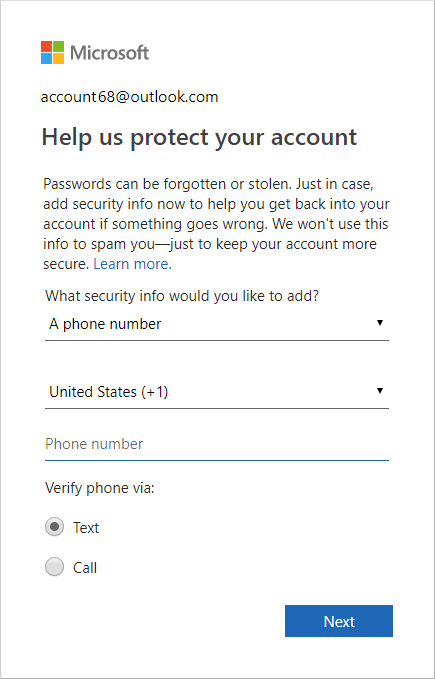 Microsoft
account68@outlook.com
Help us protect your account
Passwords can be forgotten or stolen. Just in case,
add security info now to help you get back into your
account if something goes wrong. We won't use this
info to spam you—just to keep your account more
secure. Learn more.
What security info would you like to add?
A phone number
United States (+1)
Phone number
Verify phone via:
Text
Call
Next